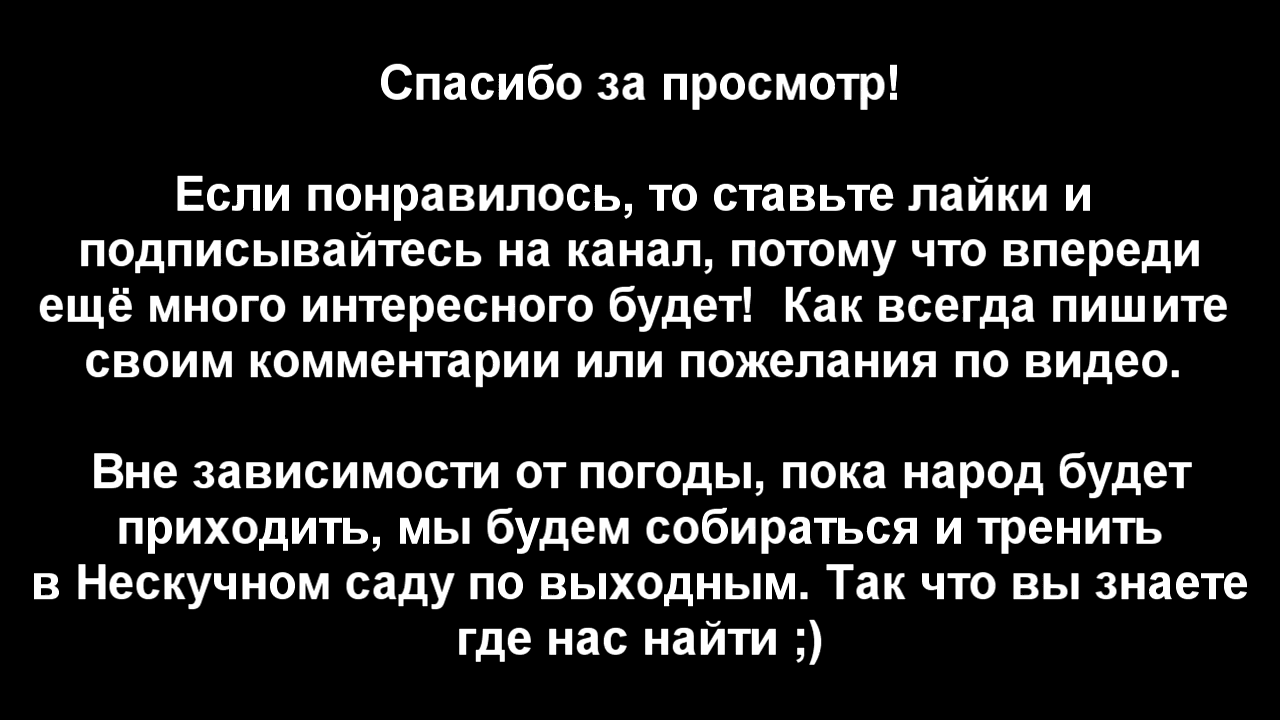 Спасибо за просмотр!
Если понравилось, то ставьте лайки и
подписывайтесь на канал, потому что впереди
ещё много интересного будет!  Как всегда пишите
своим комментарии или пожелания по видео.
Вне зависимости от погоды, пока народ будет
приходить, мы будем собираться и тренить
в Нескучном саду по выходным. Так что вы знаете
где нас найти ;)